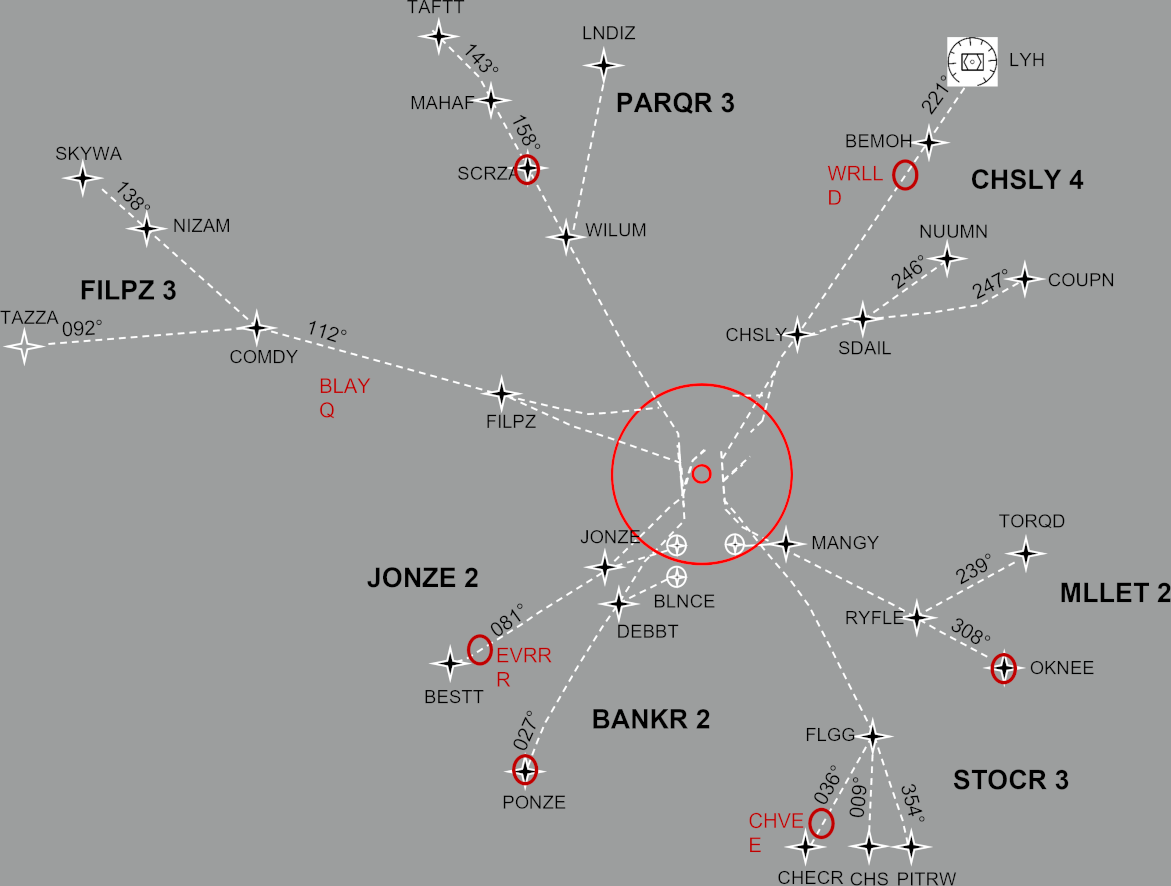 TAFTT
LNDIZ
143°
LYH
MAHAF
PARQR 3
221°
158°
BEMOH
SKYWA
SCRZA
WRLL
D
CHSLY 4
138°
NIZAM
WILUM
NUUMN
246°
247°
COUPN
FILPZ 3
TAZZA
092°
112°
CHSLY
SDAIL
COMDY
BLAY
Q
FILPZ
JONZE
MANGY
TORQD
239°
JONZE 2
MLLET 2
BLNCE
081°
DEBBT
RYFLE
308°
EVRR
R
OKNEE
BESTT
BANKR 2
027°
FLGG
PONZE
STOCR 3
036°
009°
354°
CHVE
E
CHECR
CHS
PITRW